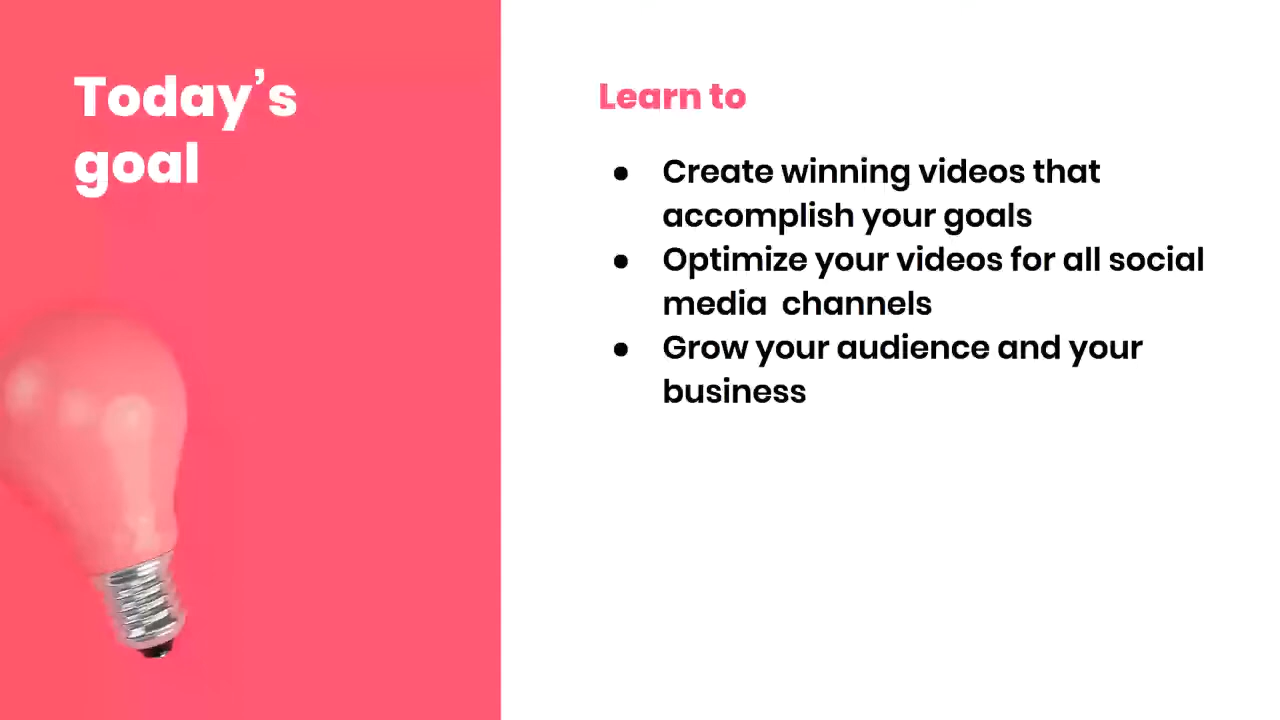 Today’s
goal
Learn to
● Create winning videos that
accomplish your goals
● Optimize your videos for all social
media  channels
● Grow your audience and your
business